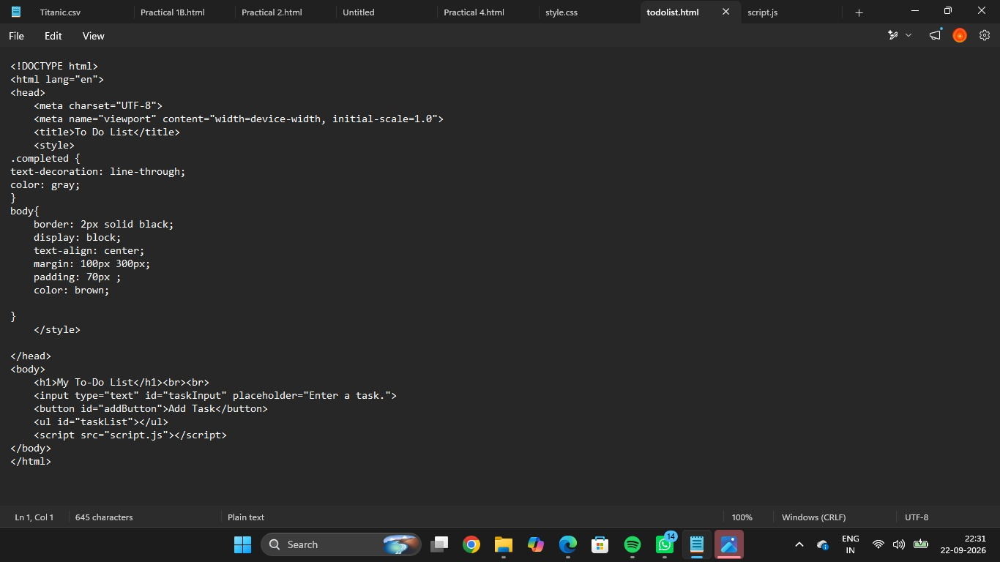 Titanic.csv
Practical 1B.html
Practical 2.html
Untitled
Practical 4.html
style.css
todolist.html
script.js
File
Edit
View
<!DOCTYPE html>
<html lang="en">
<head>
    <meta charset="UTF-8">
    <meta name="viewport" content="width=device-width, initial-scale=1.0">
    <title>To Do List</title>
    <style>
.completed {
text-decoration: line-through;
color: gray;
}
body{
    border: 2px solid black;
    display: block;
    text-align: center;
    margin: 100px 300px;
    padding: 70px ;
    color: brown;
}
    </style>
</head>
<body>
    <h1>My To-Do List</h1><br><br>
    <input type="text" id="taskInput" placeholder="Enter a task.">
    <button id="addButton">Add Task</button>
    <ul id="taskList"></ul>
    <script src="script.js"></script>
</body>
</html>
Ln 1, Col 1
645 characters
Plain text
100%
Windows (CRLF)
UTF-8
Search
14
ENG
IN
22:31
22-09-2026